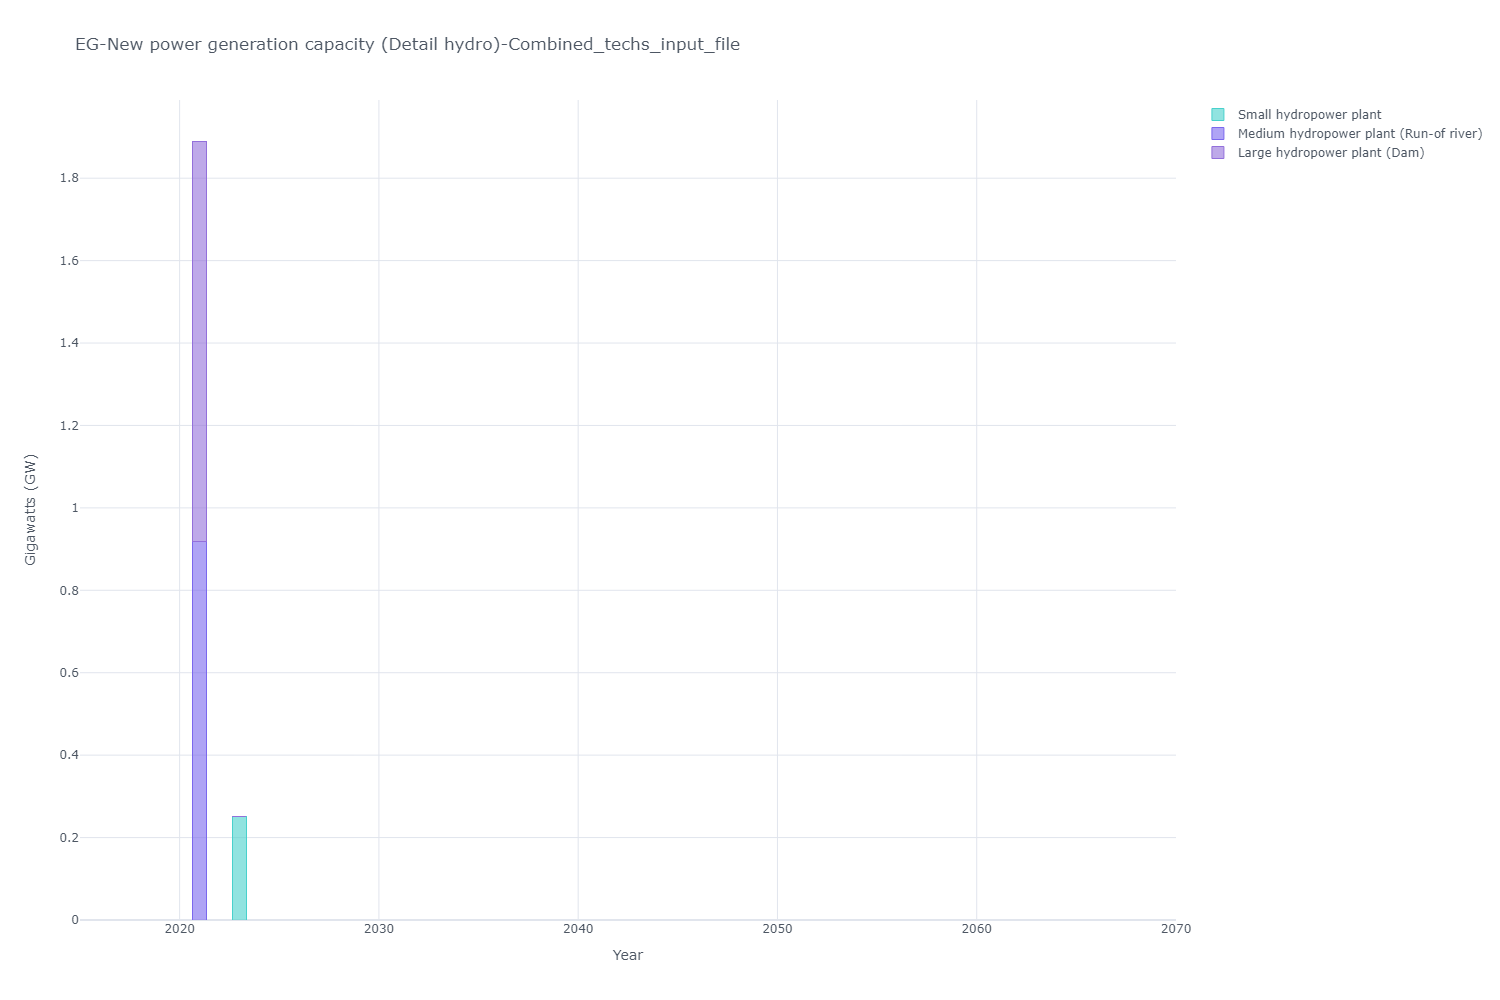 EG-New power generation capacity (Detail hydro)-Combined_techs_input_file
Small hydropower plant
Medium hydropower plant (Run-of river)
Large hydropower plant (Dam)
1.8
1.6
1.4
1.2
1
0.8
0.6
0.4
0.2
0
Gigawatts (GW)
2020 2030 2040 2050 2060 2070
Year